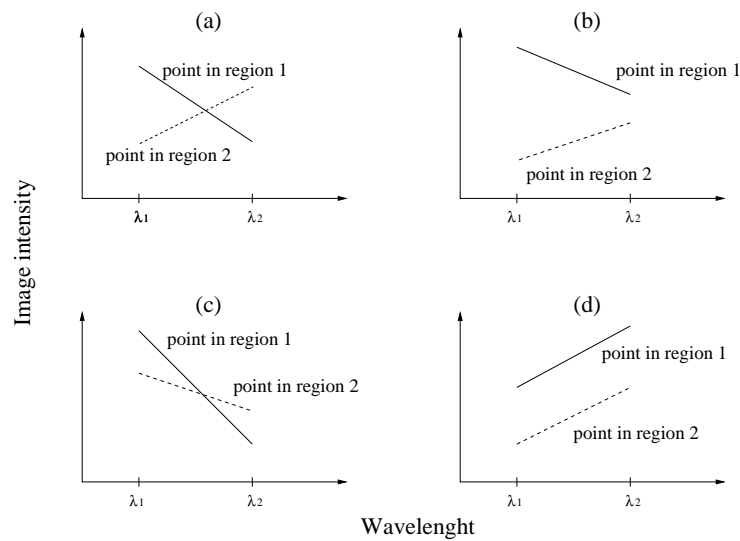 (a)
point in region 1
point in region 2
λ1
λ2
(b)
point in region 1
point in region 2
λ1
λ2
Image intensity
(c)
point in region 1
point in region 2
λ1
λ2
(d)
point in region 1
point in region 2
λ1
λ2
Wavelenght